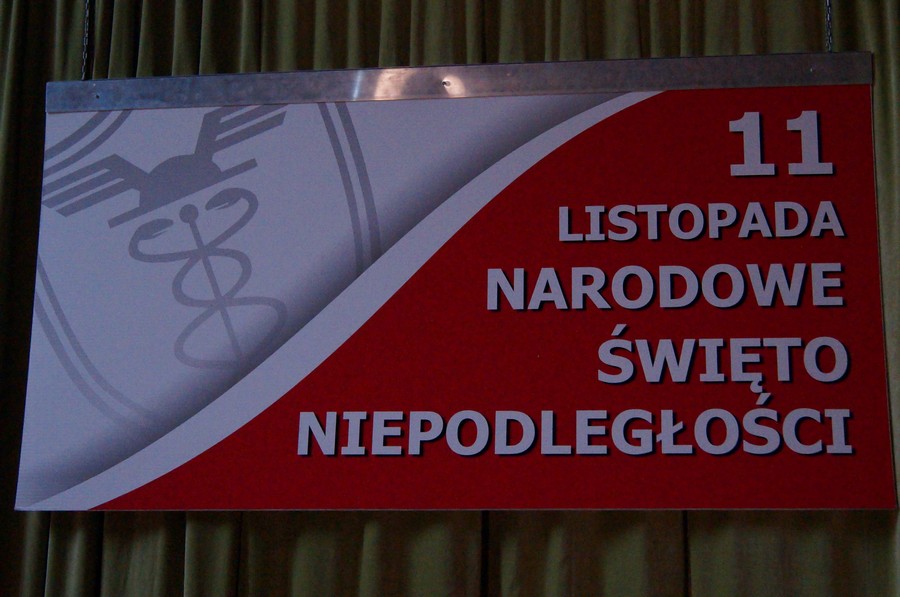 11
LISTOPADA
NARODOWE
ŚWIĘTO
NIEPODLEGŁOŚCI